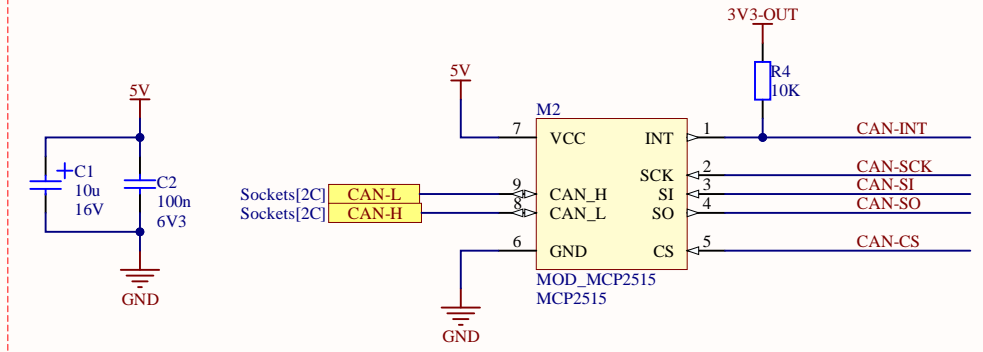 3V3-OUT
R4
10K
5V
5V
M2
7 VCC INT 1 CAN-INT
C1
10u
16V
C2
100n
6V3
SCK 2 CAN-SCK
Sockets[2C] CAN-L 9 CAN_H SI 3 CAN-SI
Sockets[2C] CAN-H 8 CAN_L SO 4 CAN-SO
6 GND CS 5 CAN-CS
MOD_MCP2515
MCP2515
GND
GND